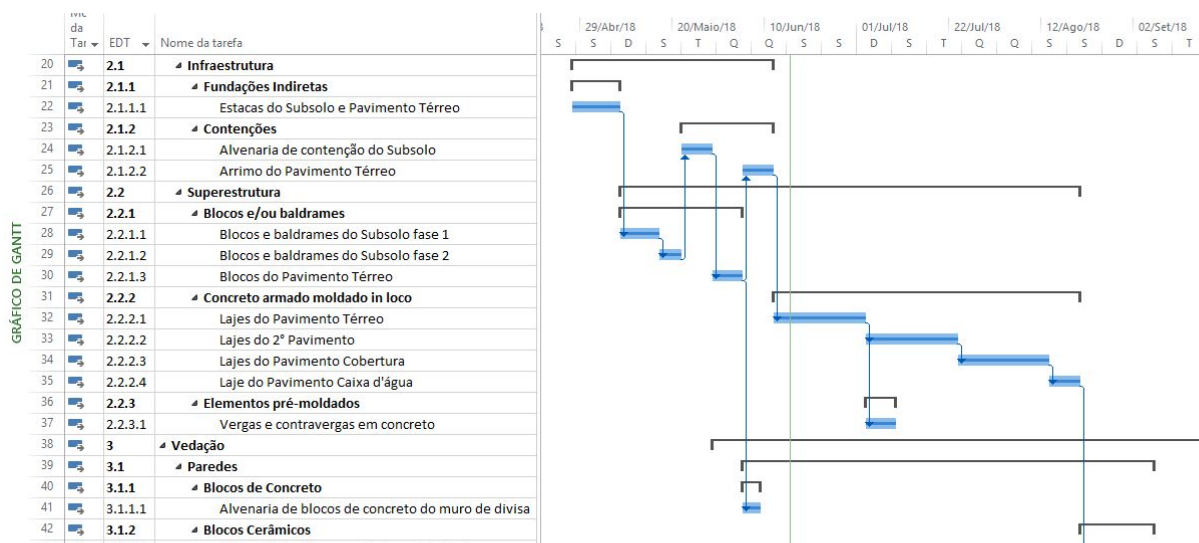 da
Tar EDT Nome da tarefa
29/Abr/18 20/Maio/18 10/Jun/18 01/Jul/18 22/Jul/18 12/Ago/18 02/Set/18
S S D S T Q Q S S D S T Q Q S D S T
GRÁFICO DE GANTT
20 2.1 Infraestrutura
21 2.1.1 Fundações Indiretas
22 2.1.1.1 Estacas do Subsolo e Pavimento Térreo
23 2.1.2 Contenções
24 2.1.2.1 Alvenaria de contenção do Subsolo
25 2.1.2.2 Arrimo do Pavimento Térreo
26 2.2 Superestrutura
27 2.2.1 Blocos e/ou baldrames
28 2.2.1.1 Blocos e baldrames do Subsolo fase 1
29 2.2.1.2 Blocos e baldrames do Subsolo fase 2
30 2.2.1.3 Blocos do Pavimento Térreo
31 2.2.2 Concreto armado moldado in loco
32 2.2.2.1 Lajes do Pavimento Térreo
33 2.2.2.2 Lajes do 2° Pavimento
34 2.2.2.3 Lajes do Pavimento Cobertura
35 2.2.2.4 Laje do Pavimento Caixa d'água
36 2.2.3 Elementos pré-moldados
37 2.2.3.1 Vergas e contravergas em concreto
38 3 Vedação
39 3.1 Paredes
40 3.1.1 Blocos de Concreto
41 3.1.1.1 Alvenaria de blocos de concreto do muro de divisa
42 3.1.2 Blocos Cerâmicos